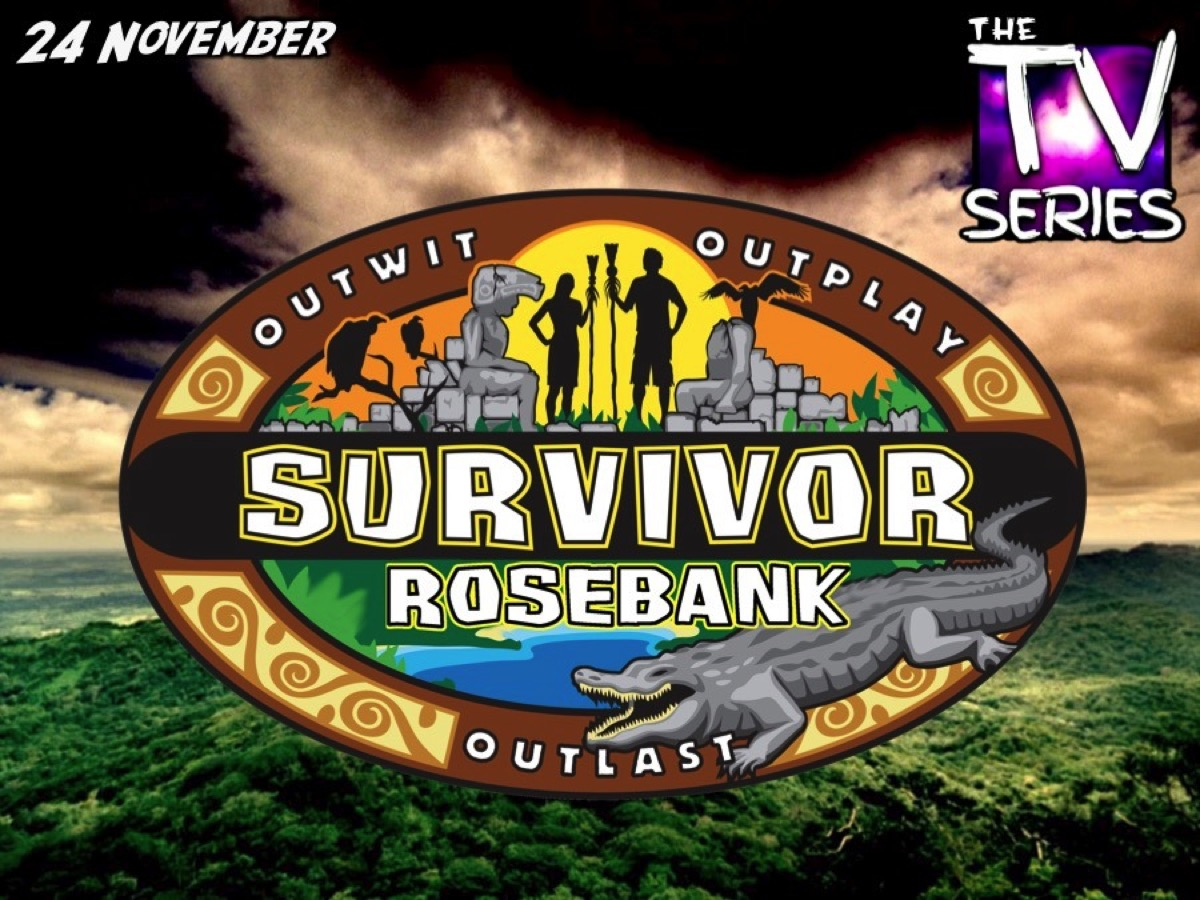 24 NOVEMBER
THE
TV
SERIES
OUTWIT OUTPLAY
SURVIVOR
ROSEBANK
OUTLAST